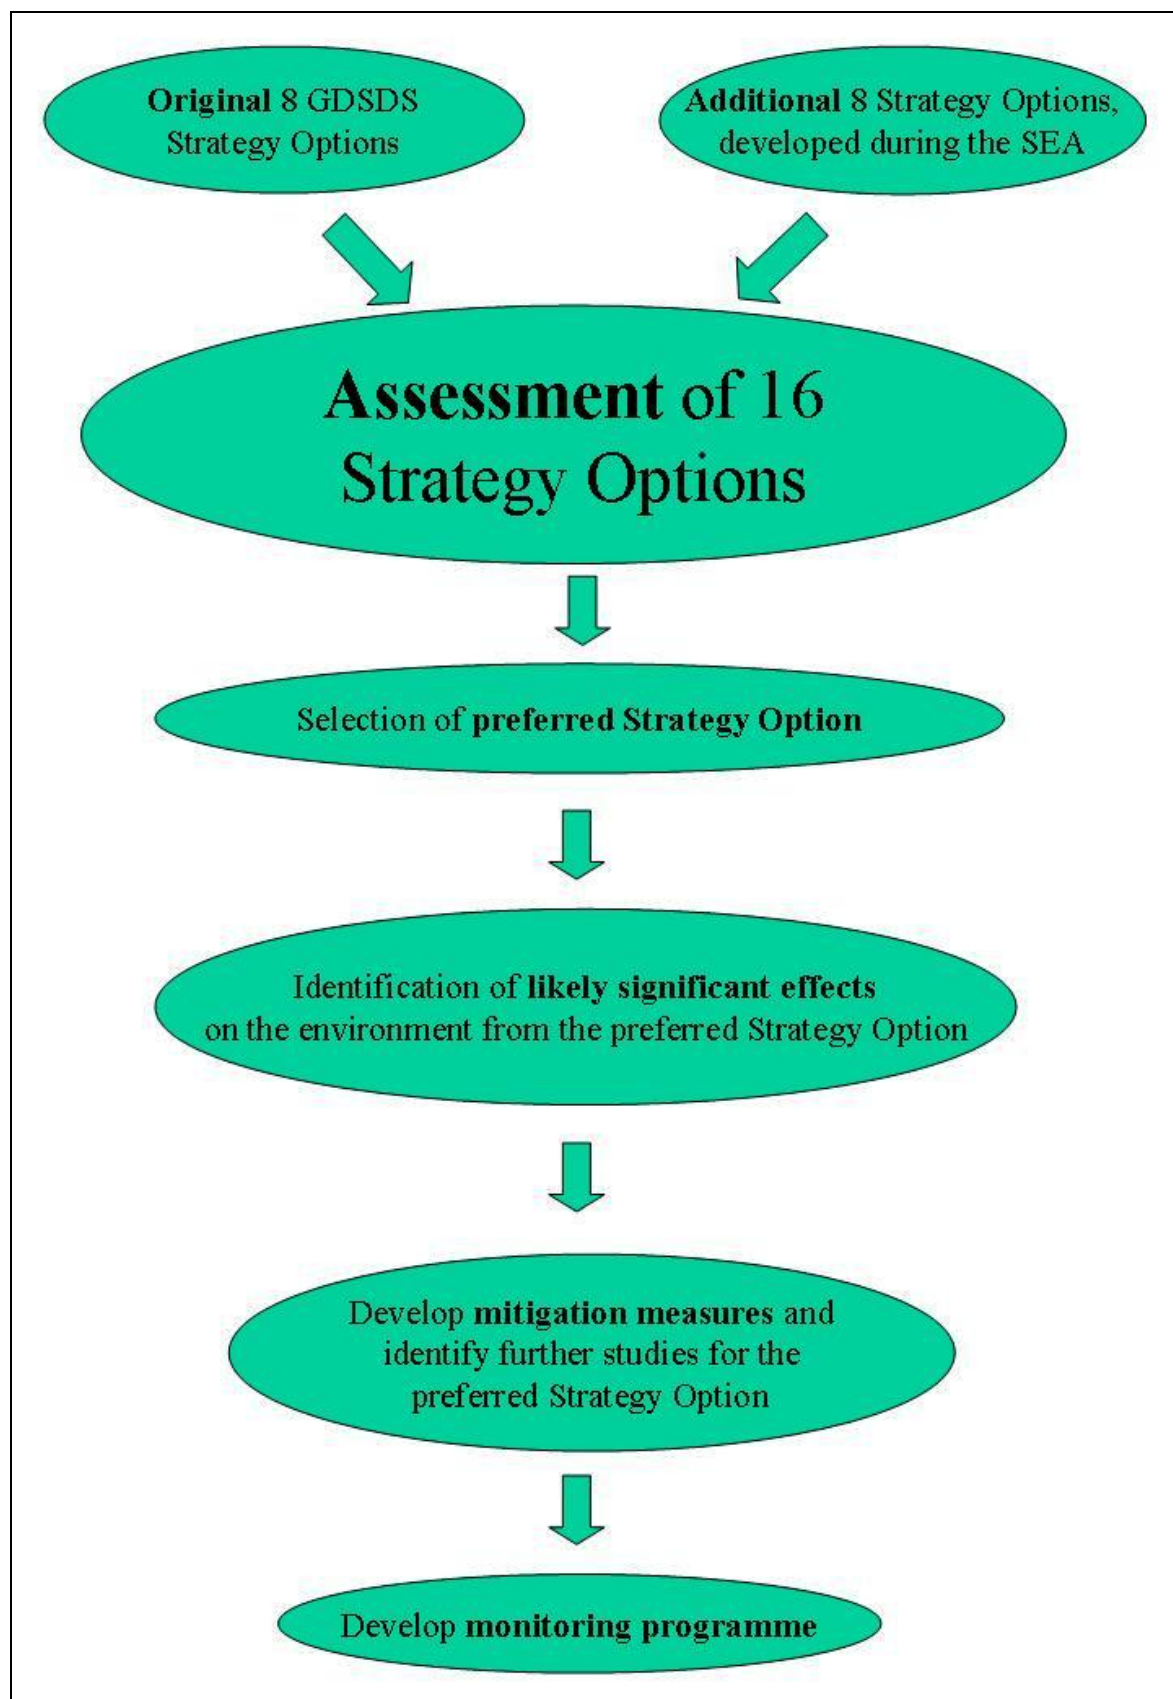 Original 8 GDSDS
Strategy Options
Additional 8 Strategy Options,
developed during the SEA
Assessment of 16
Strategy Options
Selection of preferred Strategy Option
Identification of likely significant effects
on the environment from the preferred Strategy Option
Develop mitigation measures and
identify further studies for the
preferred Strategy Option
Develop monitoring programme